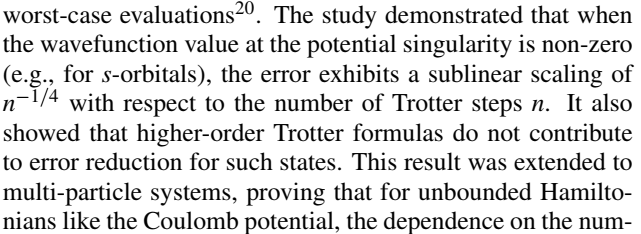 worst-case evaluations²⁰. The study demonstrated that when
the wavefunction value at the potential singularity is non-zero
(e.g., for s-orbitals), the error exhibits a sublinear scaling of
n⁻¹/⁴ with respect to the number of Trotter steps n. It also
showed that higher-order Trotter formulas do not contribute
to error reduction for such states. This result was extended to
multi-particle systems, proving that for unbounded Hamilto-
nians like the Coulomb potential, the dependence on the num-